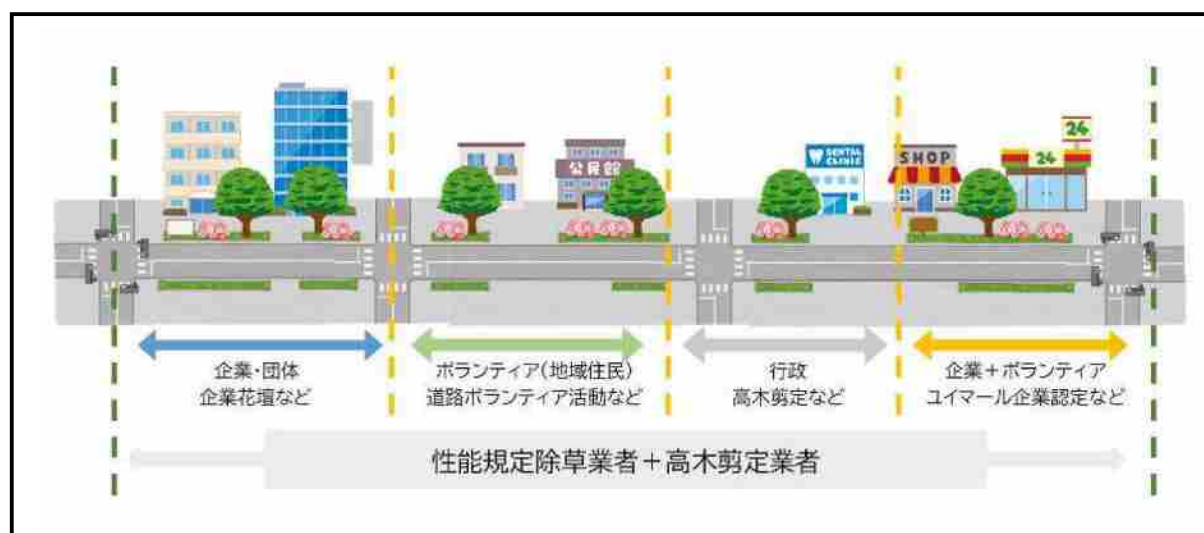 DENTAL
CLINIC
SHOP
24
24
公民館
企業・団体
企業花壇など
ボランティア(地域住民)
道路ボランティア活動など
行政
高木剪定など
企業＋ボランティア
ユイマール企業認定など
性能規定除草業者＋高木剪定業者